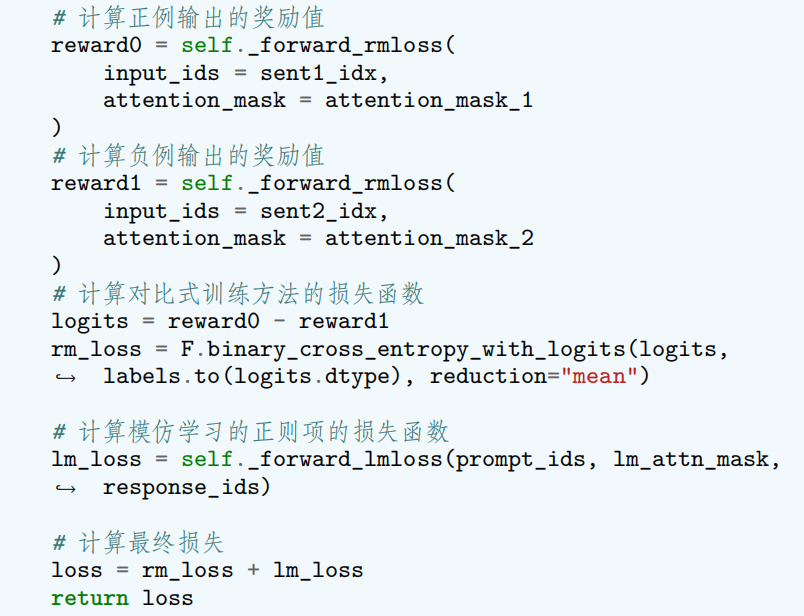 # 计算正例输出的奖励值
reward0 = self._forward_rmloss(
    input_ids = sent1_idx,
    attention_mask = attention_mask_1
)
# 计算负例输出的奖励值
reward1 = self._forward_rmloss(
    input_ids = sent2_idx,
    attention_mask = attention_mask_2
)
# 计算对比式训练方法的损失函数
logits = reward0 - reward1
rm_loss = F.binary_cross_entropy_with_logits(logits,
↪  labels.to(logits.dtype), reduction="mean")
# 计算模仿学习的正则项的损失函数
lm_loss = self._forward_lmloss(prompt_ids, lm_attn_mask,
↪  response_ids)
# 计算最终损失
loss = rm_loss + lm_loss
return loss